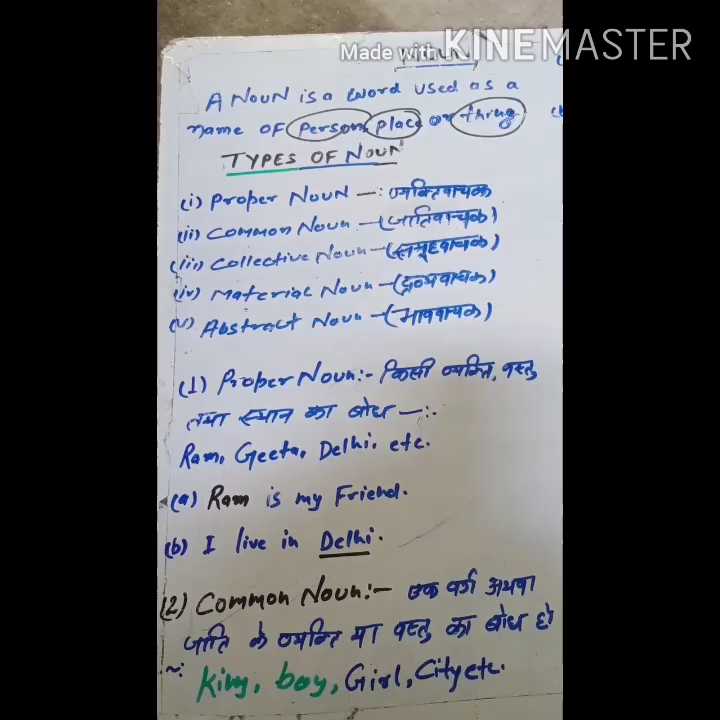 Made with KINEMASTER
NOUN
A NOUN is a word used as a
name of person, place or thing
TYPES OF NOUN
(i) Proper Noun —: व्यक्तिवाचक
(ii) Common Noun -(जातिवाचक)
(iii) Collective Noun -(समूहवाचक)
(iv) Material Noun -(द्रव्यवाचक)
(v) Abstract Noun -(भाववाचक)
(1) Proper Noun:- किसी व्यक्ति, वस्तु
तथा स्थान का बोध —:-
Ram, Geeta, Delhi, etc.
(a) Ram is my Friend.
(b) I live in Delhi.
(2) Common Noun:- एक वर्ग अथवा
जाति के व्यक्ति या वस्तु का बोध हो
King, boy, Girl, City etc.